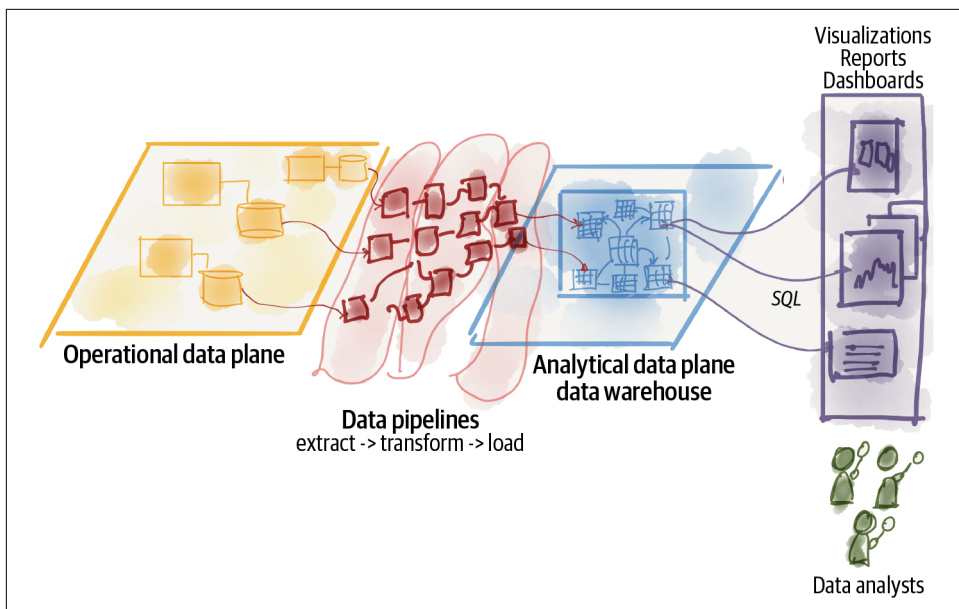 Visualizations
Reports
Dashboards
Operational data plane
Data pipelines
extract -> transform -> load
Analytical data plane
data warehouse
SQL
Data analysts